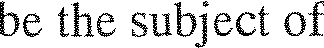 be the subject of